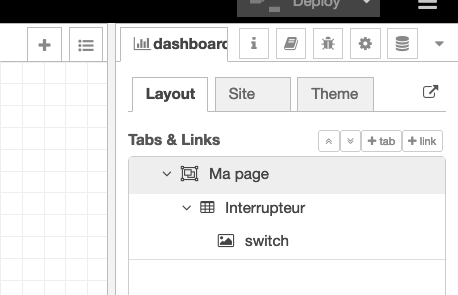 Deploy
dashboard
Layout
Site
Theme
Tabs & Links
+ tab
+ link
Ma page
Interrupteur
switch